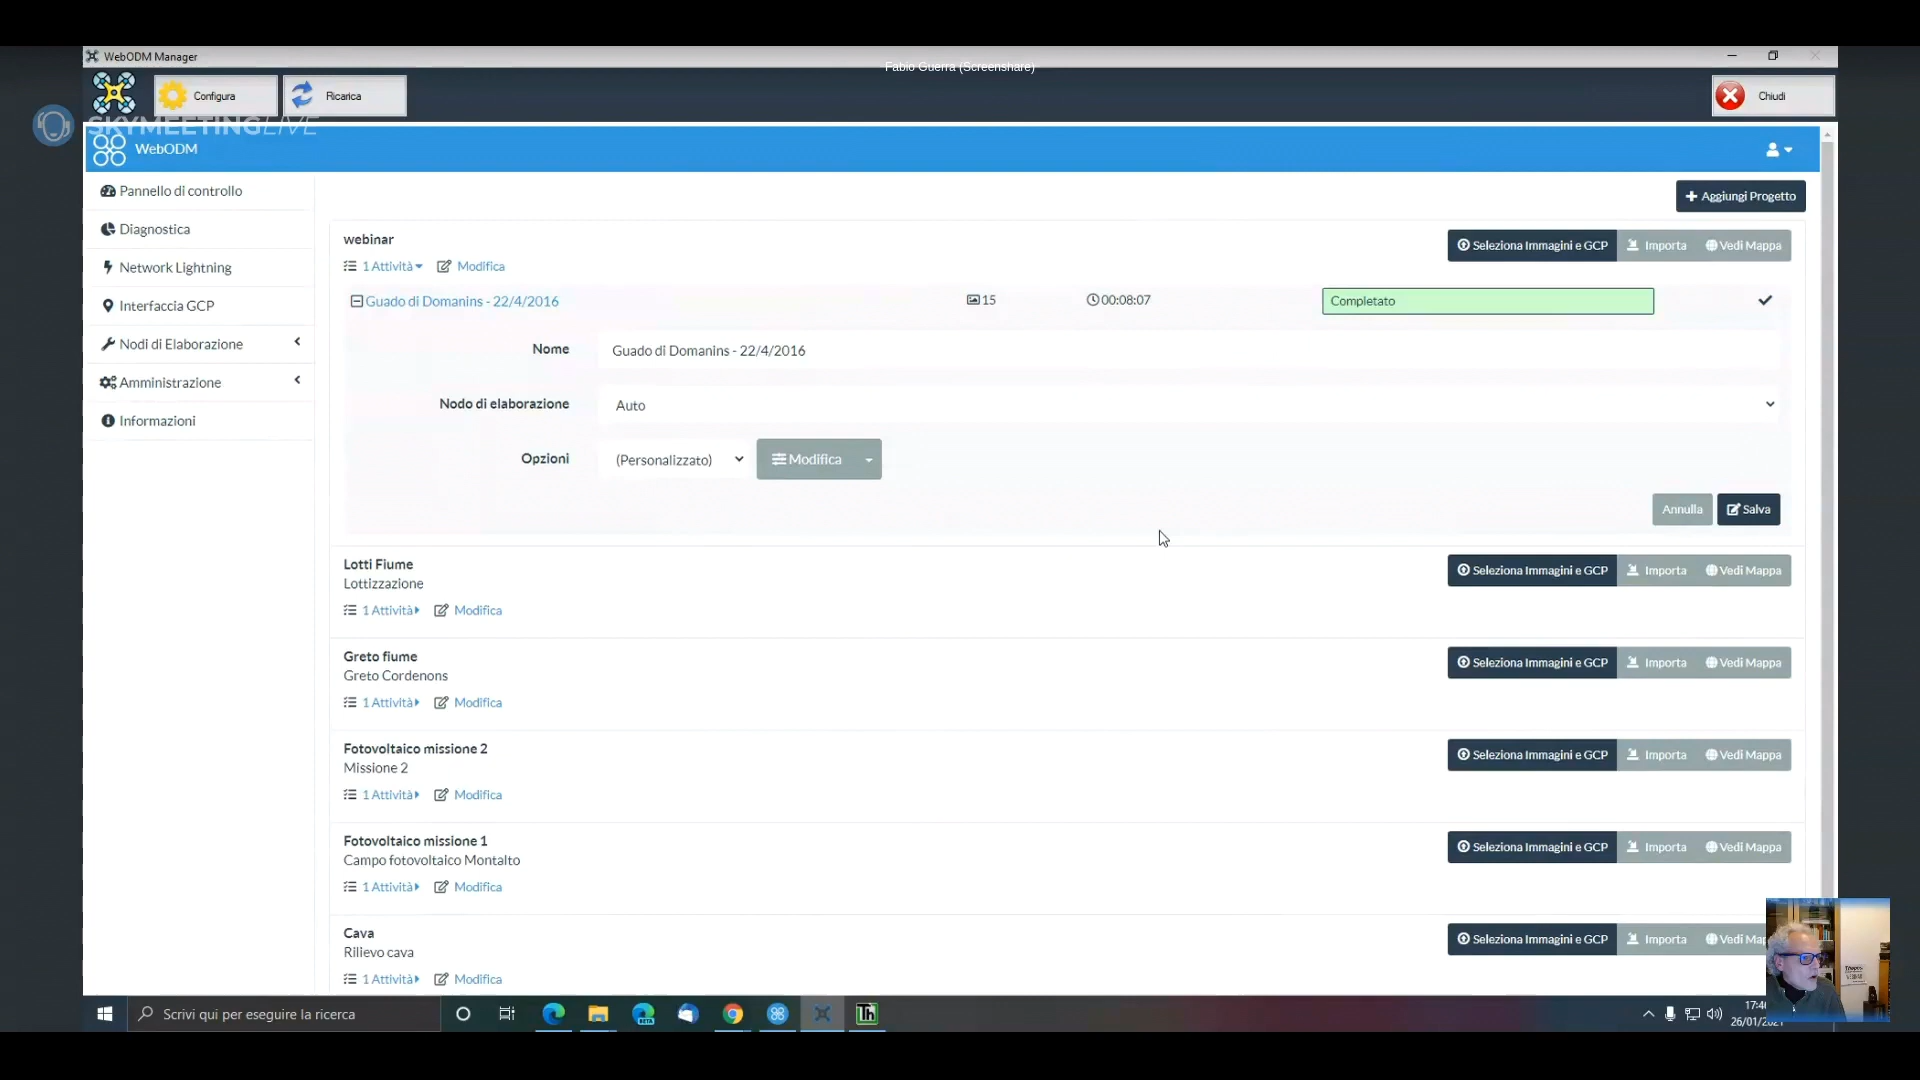 WebODM Manager
Fabio Guerra (Screenshare)
Configura
Ricarica
Chiudi
SKYMEETINGLIVE
WebODM
Pannello di controllo
Diagnostica
Network Lightning
Interfaccia GCP
Nodi di Elaborazione
Amministrazione
Informazioni
Aggiungi Progetto
webinar
Seleziona Immagini e GCP Importa Vedi Mappa
1 Attività Modifica
Guado di Domanins - 22/4/2016 15 00:08:07 Completato
Nome Guado di Domanins - 22/4/2016
Nodo di elaborazione Auto
Opzioni (Personalizzato) Modifica
Annulla Salva
Lotti Fiume
Seleziona Immagini e GCP Importa Vedi Mappa
Lottizzazione
1 Attività Modifica
Greto fiume
Seleziona Immagini e GCP Importa Vedi Mappa
Greto Cordenons
1 Attività Modifica
Fotovoltaico missione 2
Seleziona Immagini e GCP Importa Vedi Mappa
Missione 2
1 Attività Modifica
Fotovoltaico missione 1
Seleziona Immagini e GCP Importa Vedi Mappa
Campo fotovoltaico Montalto
1 Attività Modifica
Cava
Seleziona Immagini e GCP Importa Vedi
Rilievo cava
1 Attività Modifica
Scrivi qui per eseguire la ricerca
BETA
Th